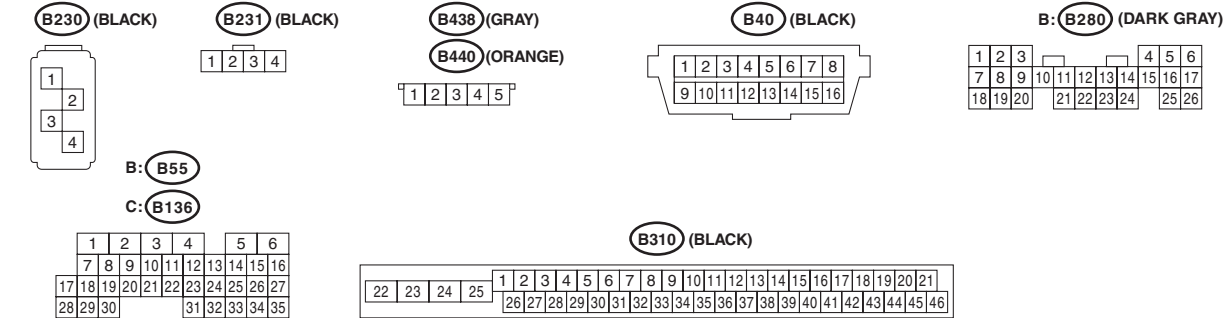 B230 (BLACK)
B231 (BLACK)
B438 (GRAY)
B40 (BLACK)
B: B280 (DARK GRAY)
B440 (ORANGE)
1
2
3
4
1 2 3 4
1 2 3 4 5
1 2 3 4 5 6 7 8
9 10 11 12 13 14 15 16
1 2 3 4 5 6
7 8 9 10 11 12 13 14 15 16 17
18 19 20 21 22 23 24 25 26
B: B55
C: B136
1 2 3 4 5 6
7 8 9 10 11 12 13 14 15 16
17 18 19 20 21 22 23 24 25 26 27
28 29 30 31 32 33 34 35
B310 (BLACK)
22 23 24 25
1 2 3 4 5 6 7 8 9 10 11 12 13 14 15 16 17 18 19 20 21
26 27 28 29 30 31 32 33 34 35 36 37 38 39 40 41 42 43 44 45 46